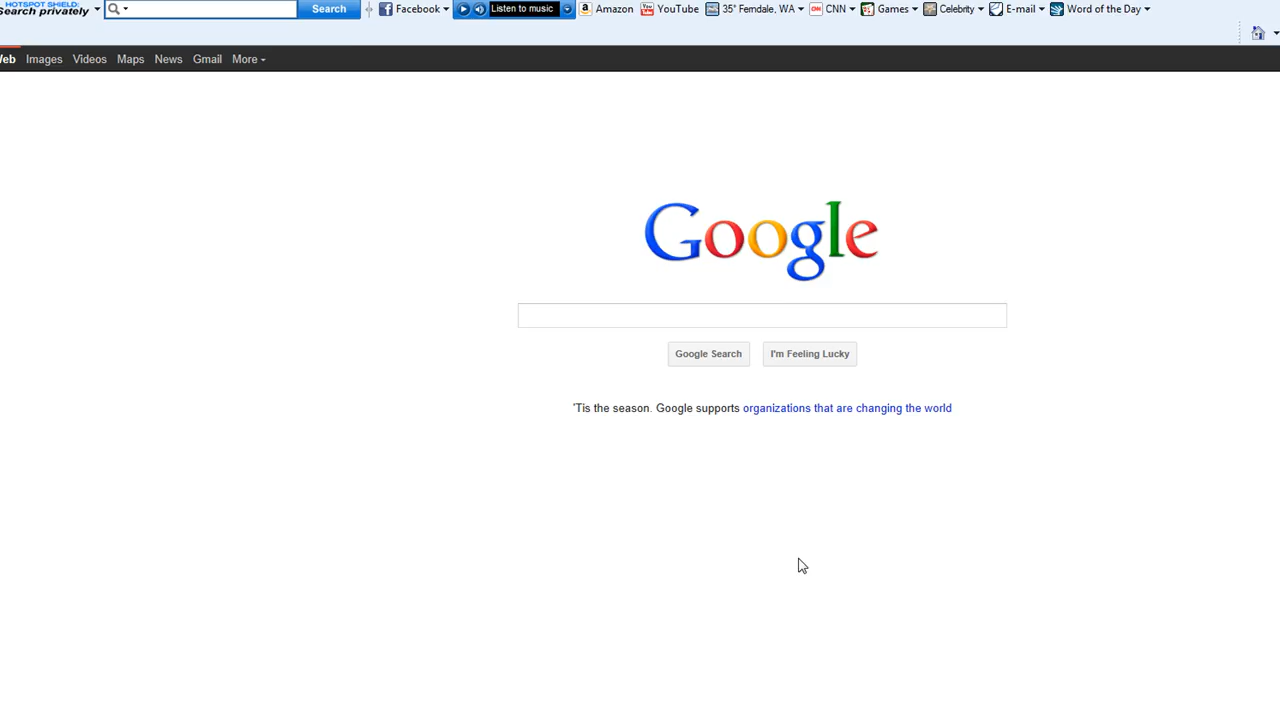 HOTSPOT SHIELD:
Search privately Search Facebook Listen to music Amazon YouTube 35° Ferndale, WA CNN Games Celebrity E-mail Word of the Day
Web Images Videos Maps News Gmail More
Google
Google Search I'm Feeling Lucky
'Tis the season. Google supports organizations that are changing the world